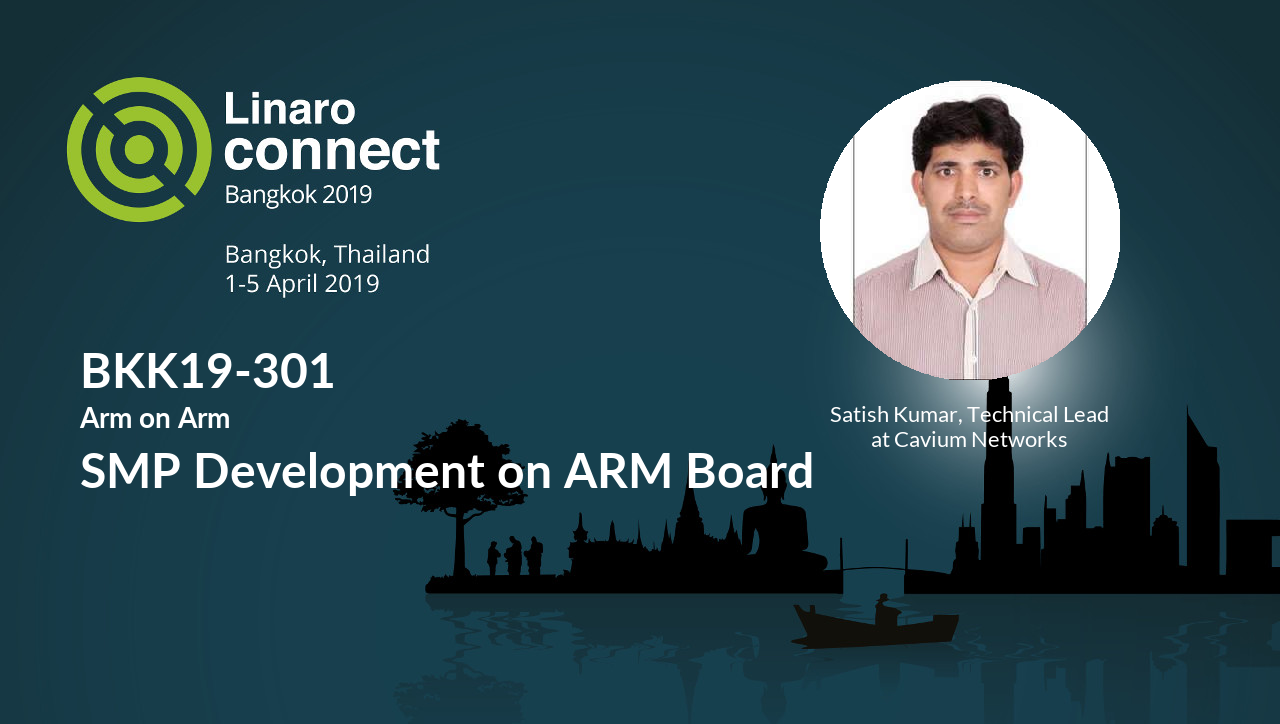 Linaro
connect
Bangkok 2019
Bangkok, Thailand
1-5 April 2019
BKK19-301
Arm on Arm
SMP Development on ARM Board
Satish Kumar, Technical Lead
at Cavium Networks